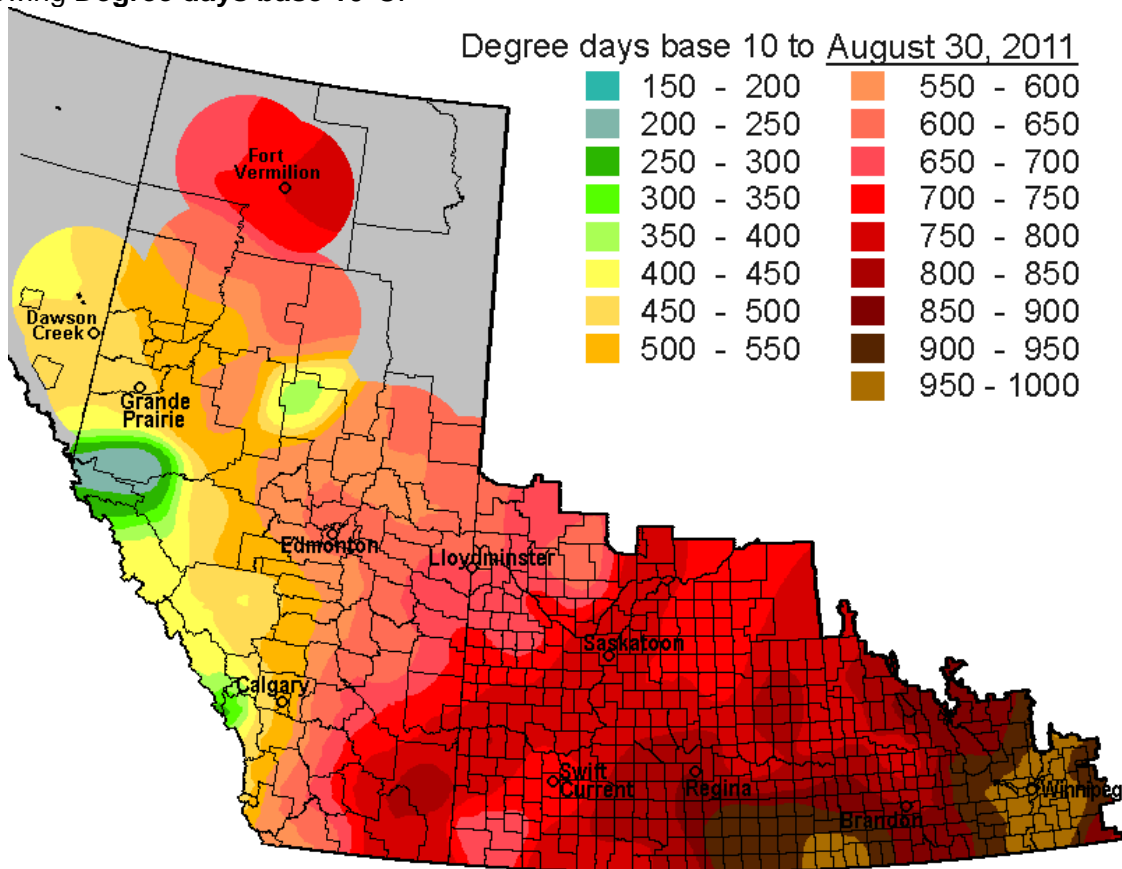 Degree days base 10 to August 30, 2011
150 - 200
200 - 250
250 - 300
300 - 350
350 - 400
400 - 450
450 - 500
500 - 550
550 - 600
600 - 650
650 - 700
700 - 750
750 - 800
800 - 850
850 - 900
900 - 950
950 - 1000
Fort
Vermilion
Dawson
Creek
Grande
Prairie
Edmonton
Lloydminster
Saskatoon
Calgary
Swift
Current
Regina
Brandon
Winnipeg